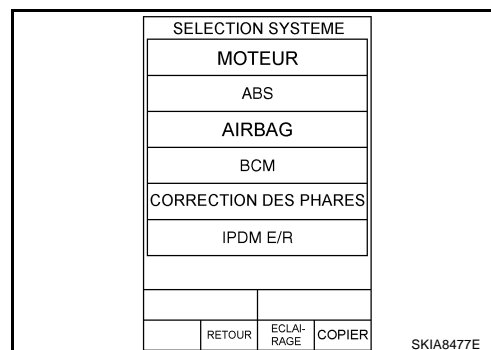 SELECTION SYSTEME
MOTEUR
ABS
AIRBAG
BCM
CORRECTION DES PHARES
IPDM E/R
RETOUR
ECLAI-
RAGE
COPIER
SKIA8477E